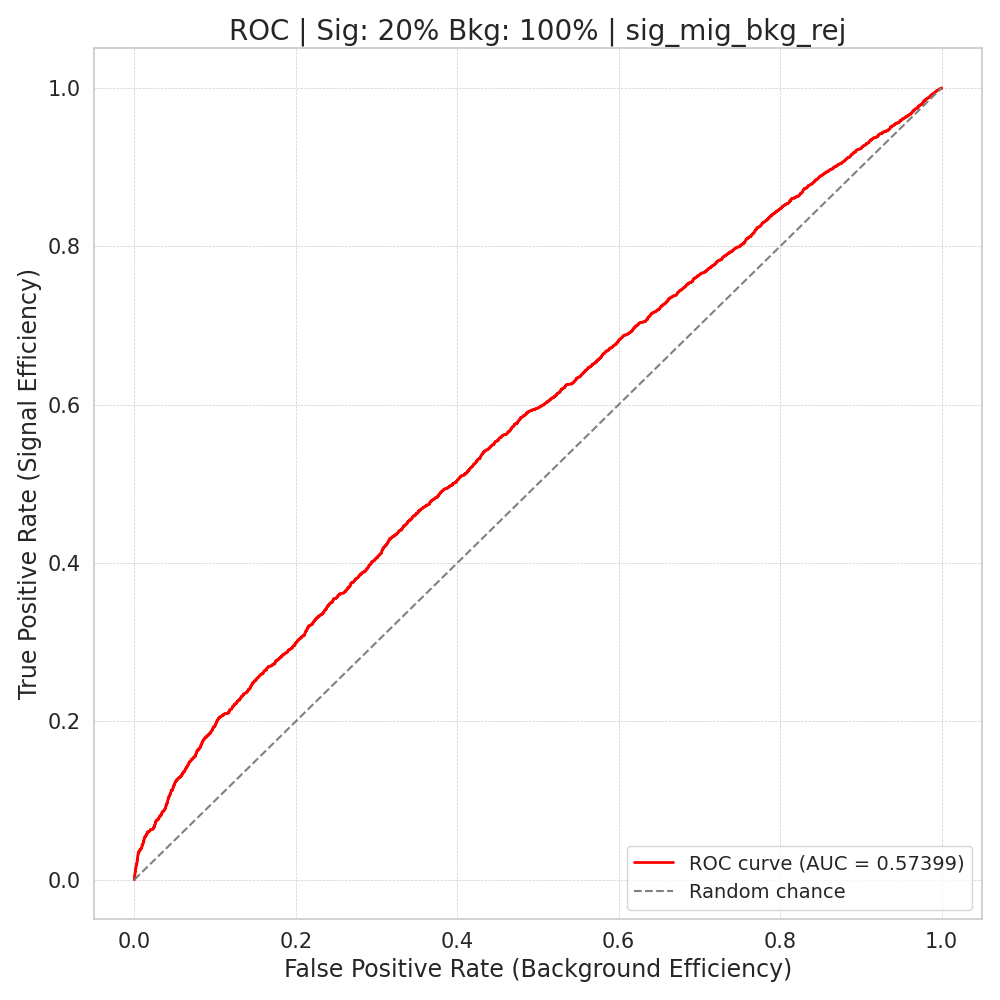 ROC | Sig: 20% Bkg: 100% | sig_mig_bkg_rej
True Positive Rate (Signal Efficiency)
1.0
0.8
0.6
0.4
0.2
0.0
ROC curve (AUC = 0.57399)
Random chance
0.0 0.2 0.4 0.6 0.8 1.0
False Positive Rate (Background Efficiency)